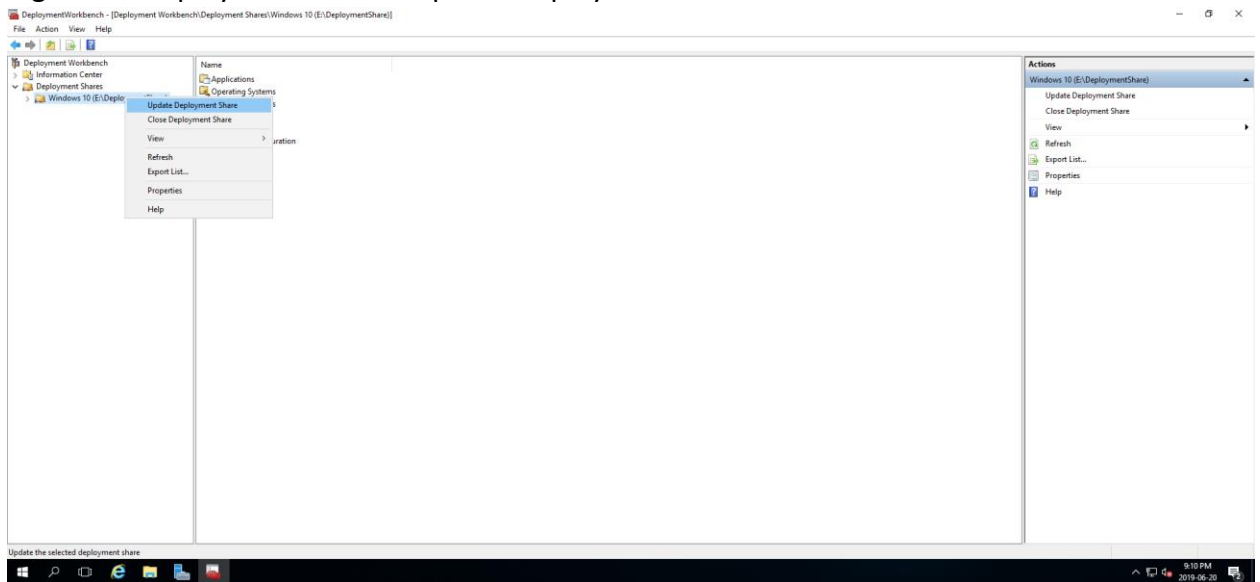 DeploymentWorkbench - [Deployment Workbench\Deployment Shares\Windows 10 (E:\DeploymentShare)]
File Action View Help
Deployment Workbench
Information Center
Deployment Shares
Windows 10 (E:\Deplo
Name
Applications
Operating Systems
s
uration
Update Deployment Share
Close Deployment Share
View
Refresh
Export List...
Properties
Help
Actions
Windows 10 (E:\DeploymentShare)
Update Deployment Share
Close Deployment Share
View
Refresh
Export List...
Properties
Help
Update the selected deployment share
9:10 PM
2019-06-20